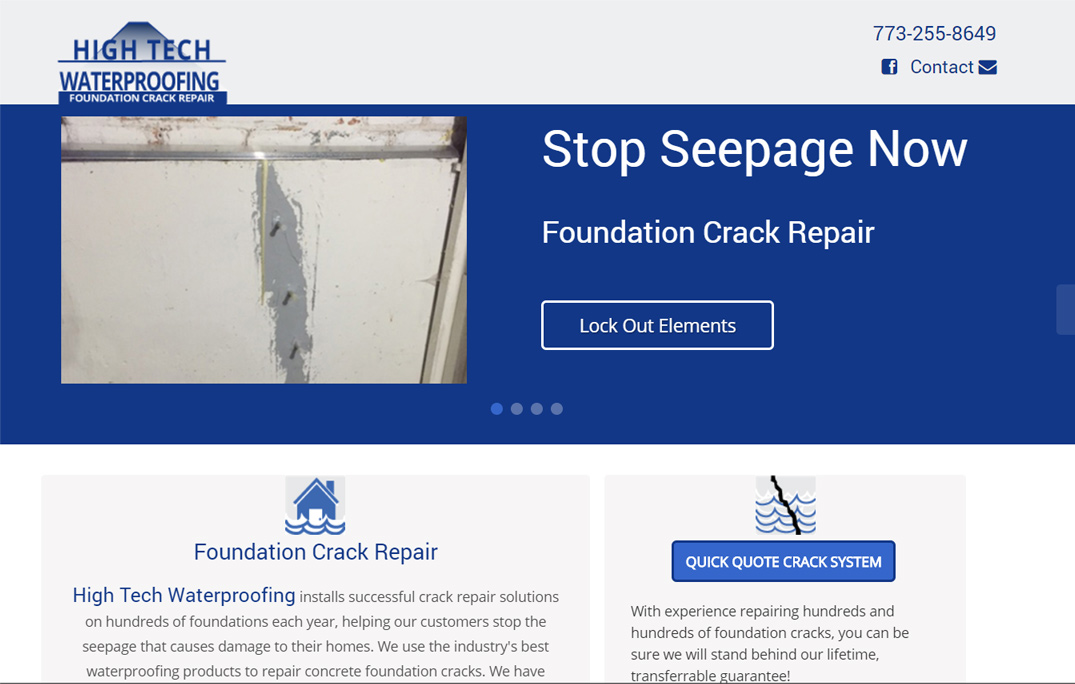 HIGH TECH
WATERPROOFING
FOUNDATION CRACK REPAIR
773-255-8649
Contact
Stop Seepage Now
Foundation Crack Repair
Lock Out Elements
Foundation Crack Repair
High Tech Waterproofing installs successful crack repair solutions
on hundreds of foundations each year, helping our customers stop the
seepage that causes damage to their homes. We use the industry's best
waterproofing products to repair concrete foundation cracks. We have
QUICK QUOTE CRACK SYSTEM
With experience repairing hundreds and
hundreds of foundation cracks, you can be
sure we will stand behind our lifetime,
transferrable guarantee!